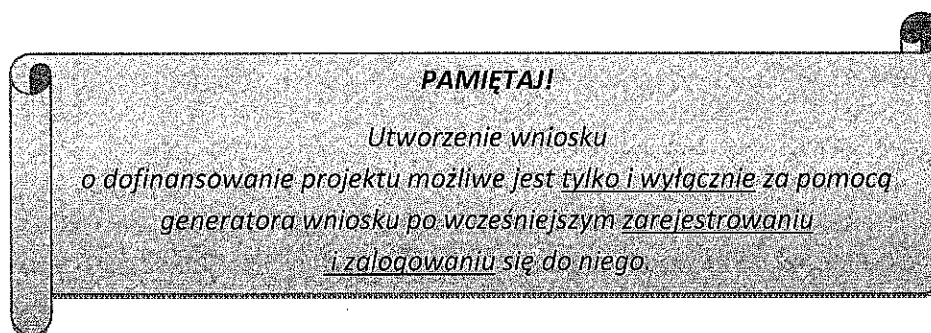 PAMIĘTAJ!
Utworzenie wniosku
o dofinansowanie projektu możliwe jest tylko i wyłącznie za pomocą
generatora wniosku po wcześniejszym zarejestrowaniu
i zalogowaniu się do niego.